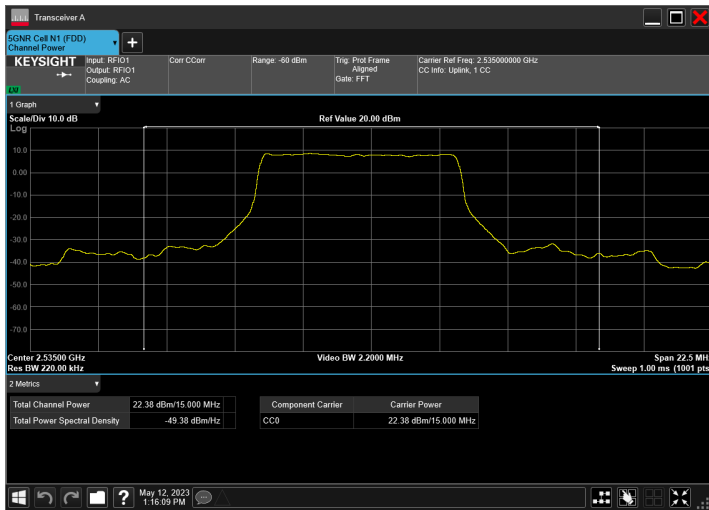 Transceiver A
5GNR Cell N1 (FDD)
Channel Power
KEYSIGHT
LXI
Input: RFIO1
Output: RFIO1
Coupling: AC
Corr CCorr
Range: -60 dBm
Trig: Prot Frame
Aligned
Gate: FFT
Carrier Ref Freq: 2.535000000 GHz
CC Info: Uplink, 1 CC
1 Graph
Scale/Div 10.0 dB
Ref Value 20.00 dBm
Log
10.0
0.00
-10.0
-20.0
-30.0
-40.0
-50.0
-60.0
-70.0
Center 2.53500 GHz
Video BW 2.2000 MHz
Span 22.5 MH
Res BW 220.00 kHz
Sweep 1.00 ms (1001 pts
2 Metrics
Total Channel Power 22.38 dBm/15.000 MHz
Total Power Spectral Density -49.38 dBm/Hz
Component Carrier Carrier Power
CC0 22.38 dBm/15.000 MHz
?
May 12, 2023
1:16:09 PM